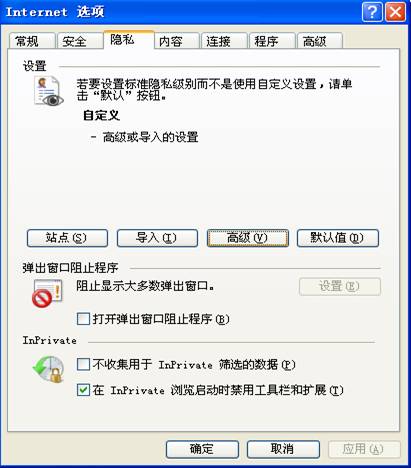 Internet 选项
常规 安全 隐私 内容 连接 程序 高级
设置
若要设置标准隐私级别而不是使用自定义设置，请单
击“默认”按钮。
自定义
- 高级或导入的设置
站点(S) 导入(I) 高级(V) 默认值(D)
弹出窗口阻止程序
阻止显示大多数弹出窗口。 设置(E)
打开弹出窗口阻止程序(B)
InPrivate
不收集用于 InPrivate 筛选的数据(P)
在 InPrivate 浏览启动时禁用工具栏和扩展(T)
确定 取消 应用(A)